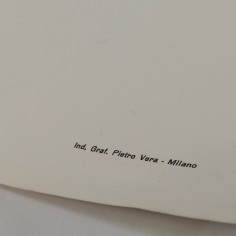 Ind. Graf. Pietro Vera - Milano